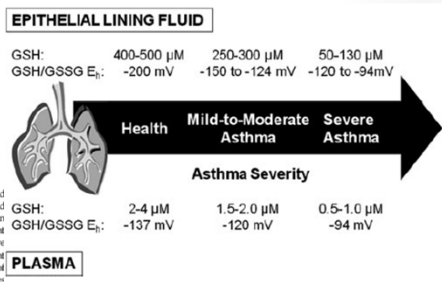 EPITHELIAL LINING FLUID
GSH: 400-500 µM 250-300 µM 50-130 µM
GSH/GSSG Eh: -200 mV -150 to -124 mV -120 to -94mV
Health Mild-to-Moderate Asthma Severe Asthma
Asthma Severity
GSH: 2-4 µM 1.5-2.0 µM 0.5-1.0 µM
GSH/GSSG Eh: -137 mV -120 mV -94 mV
PLASMA